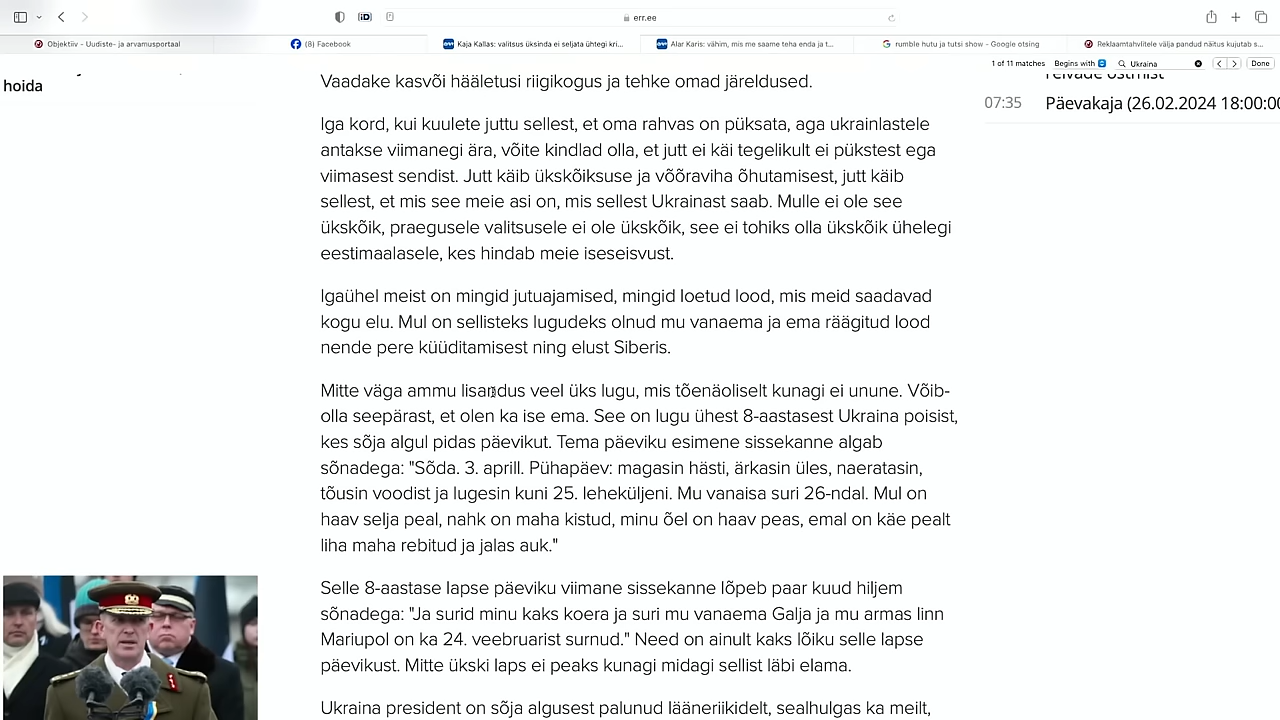 err.ee
Objektiiv - Uudiste- ja arvamusportaal
(8) Facebook
Kaja Kallas: valitsus üksinda ei seljata ühtegi kri...
Alar Karis: vähim, mis me saame teha enda ja t...
rumble hutu ja tutsi show - Google otsing
Reklaamtahvlitele välja pandud näitus kujutab s...
1 of 11 matches
Begins with
Ukraina
Done
hoida
07:35
Päevakaja (26.02.2024 18:00:00
Vaadake kasvõi hääletusi riigikogus ja tehke omad järeldused.
Iga kord, kui kuulete juttu sellest, et oma rahvas on püksata, aga ukrainlastele
antakse viimanegi ära, võite kindlad olla, et jutt ei käi tegelikult ei pükstest ega
viimasest sendist. Jutt käib ükskõiksuse ja võõraviha õhutamisest, jutt käib
sellest, et mis see meie asi on, mis sellest Ukrainast saab. Mulle ei ole see
ükskõik, praegusele valitsusele ei ole ükskõik, see ei tohiks olla ükskõik ühelegi
eestimaalasele, kes hindab meie iseseisvust.
Igaühel meist on mingid jutuajamised, mingid loetud lood, mis meid saadavad
kogu elu. Mul on sellisteks lugudeks olnud mu vanaema ja ema räägitud lood
nende pere küüditamisest ning elust Siberis.
Mitte väga ammu lisandus veel üks lugu, mis tõenäoliselt kunagi ei unune. Võib-
olla seepärast, et olen ka ise ema. See on lugu ühest 8-aastasest Ukraina poisist,
kes sõja algul pidas päevikut. Tema päeviku esimene sissekanne algab
sõnadega: "Sõda. 3. aprill. Pühapäev: magasin hästi, ärkasin üles, naeratasin,
tõusin voodist ja lugesin kuni 25. leheküljeni. Mu vanaisa suri 26-ndal. Mul on
haav selja peal, nahk on maha kistud, minu õel on haav peas, emal on käe pealt
liha maha rebitud ja jalas auk."
Selle 8-aastase lapse päeviku viimane sissekanne lõpeb paar kuud hiljem
sõnadega: "Ja surid minu kaks koera ja suri mu vanaema Galja ja mu armas linn
Mariupol on ka 24. veebruarist surnud." Need on ainult kaks lõiku selle lapse
päevikust. Mitte ükski laps ei peaks kunagi midagi sellist läbi elama.
Ukraina president on sõja algusest palunud lääneriikidelt, sealhulgas ka meilt,